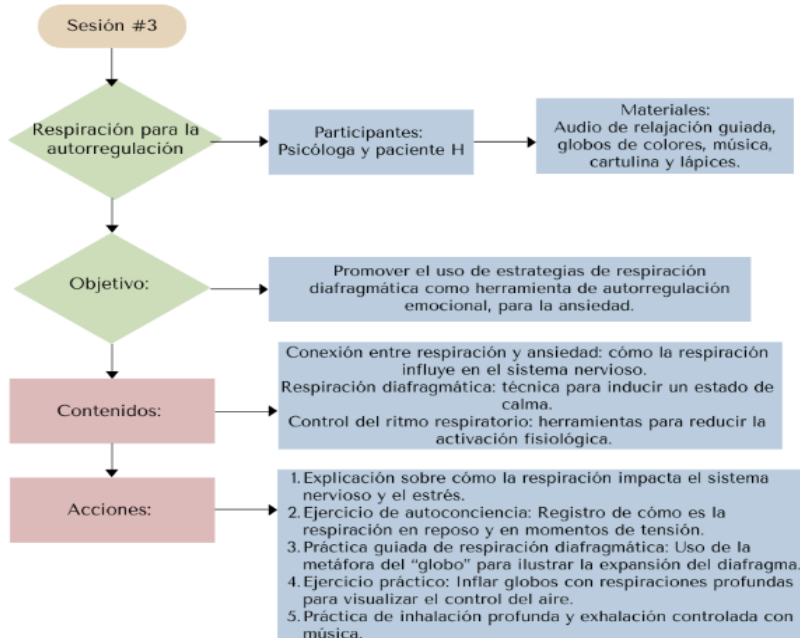 Sesión #3
Respiración para la
autorregulación
Participantes:
Psicóloga y paciente H
Materiales:
Audio de relajación guiada,
globos de colores, música,
cartulina y lápices.
Objetivo:
Promover el uso de estrategias de respiración
diafragmática como herramienta de autorregulación
emocional, para la ansiedad.
Contenidos:
Conexión entre respiración y ansiedad: cómo la respiración
influye en el sistema nervioso.
Respiración diafragmática: técnica para inducir un estado de
calma.
Control del ritmo respiratorio: herramientas para reducir la
activación fisiológica.
Acciones:
1. Explicación sobre cómo la respiración impacta el sistema
nervioso y el estrés.
2. Ejercicio de autoconciencia: Registro de cómo es la
respiración en reposo y en momentos de tensión.
3. Práctica guiada de respiración diafragmática: Uso de la
metáfora del “globo” para ilustrar la expansión del diafragma.
4. Ejercicio práctico: Inflar globos con respiraciones profundas
para visualizar el control del aire.
5. Práctica de inhalación profunda y exhalación controlada con
música.